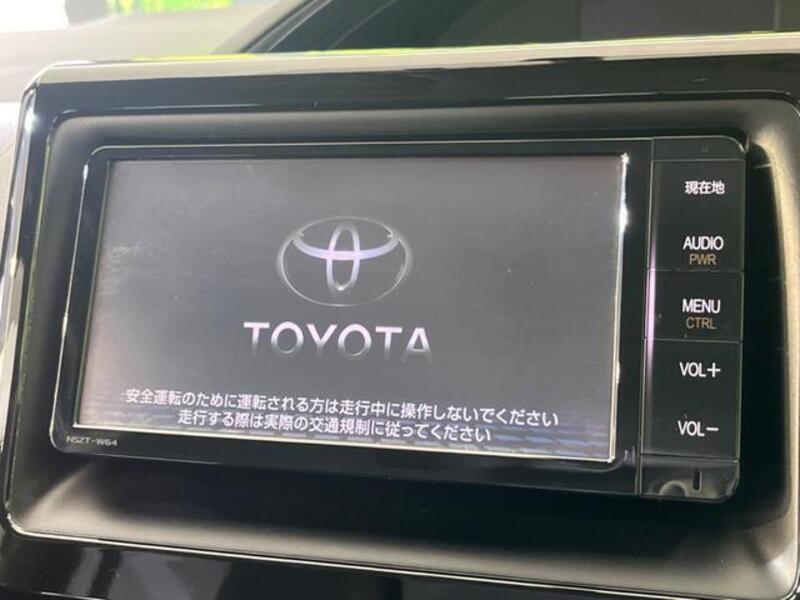 現在地
AUDIO
PWR
MENU
CTRL
VOL+
VOL−
TOYOTA
安全運転のために運転される方は走行中に操作しないでください
走行する際は実際の交通規制に従ってください
NSZT-W64